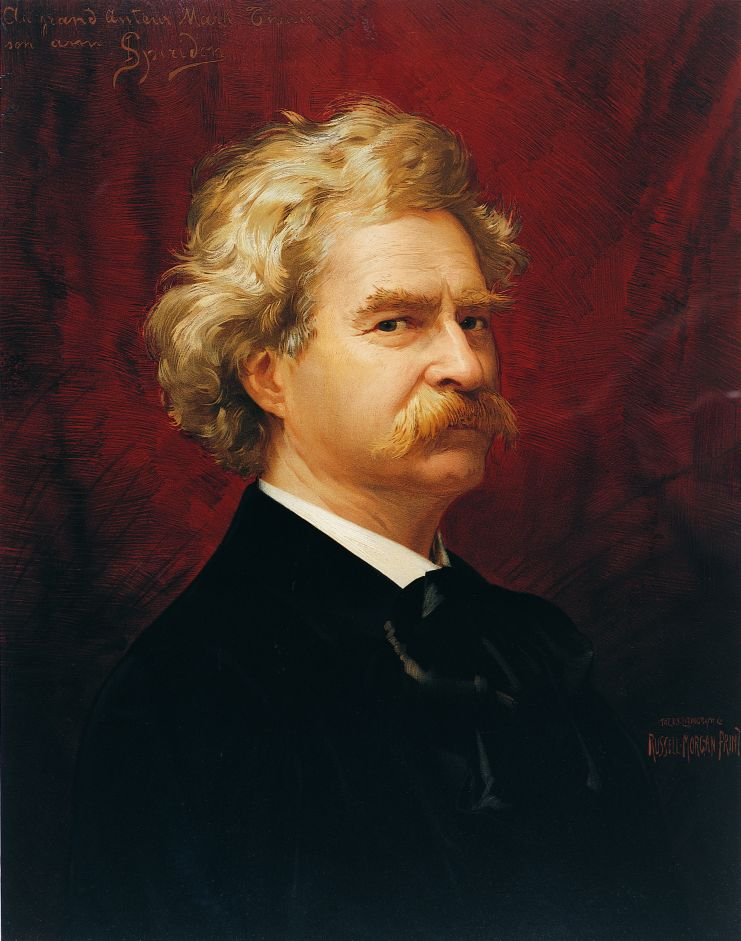 Au grand Auteur Mark Twain
son ami
Spiridon
RUSSELL-MORGAN PRINT